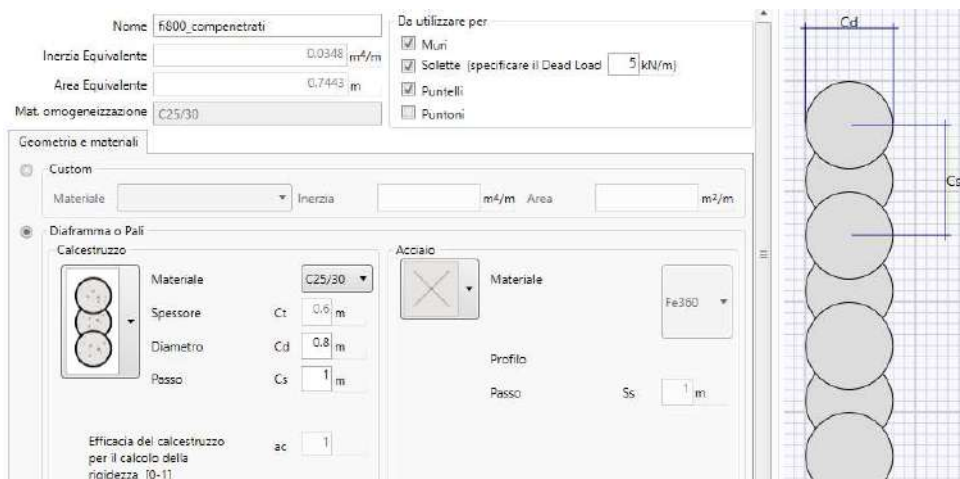 Nome fi800_compenetrati
Inerzia Equivalente 0.0348 m⁴/m
Area Equivalente 0.7443 m
Mat. omogeneizzazione C25/30
Da utilizzare per
Muri
Solette (specificare il Dead Load 5 kN/m)
Puntelli
Puntoni
Geometria e materiali
Custom
Materiale Inerzia m⁴/m Area m²/m
Diaframma o Pali
Calcestruzzo
Materiale C25/30
Spessore Ct 0.6 m
Diametro Cd 0.8 m
Passo Cs 1 m
Efficacia del calcestruzzo
per il calcolo della
rigidezza [0-1]
ac 1
Acciaio
Materiale Fe360
Profilo
Passo Ss 1 m
Cd
Cs